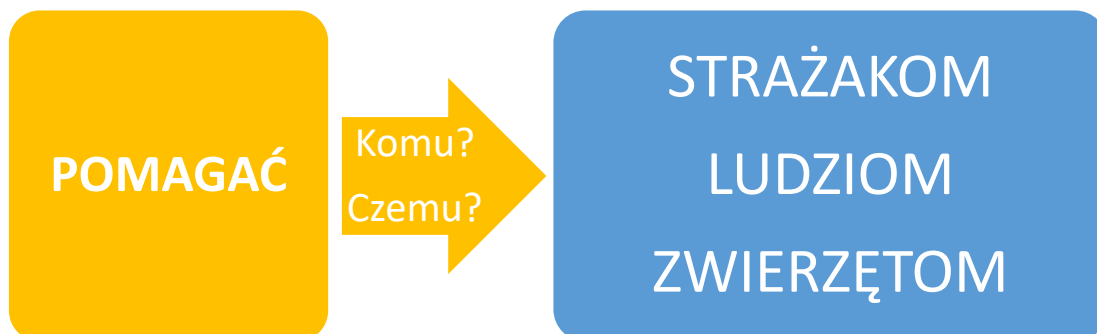 POMAGAĆ
Komu?
Czemu?
STRAŻAKOM
LUDZIOM
ZWIERZĘTOM